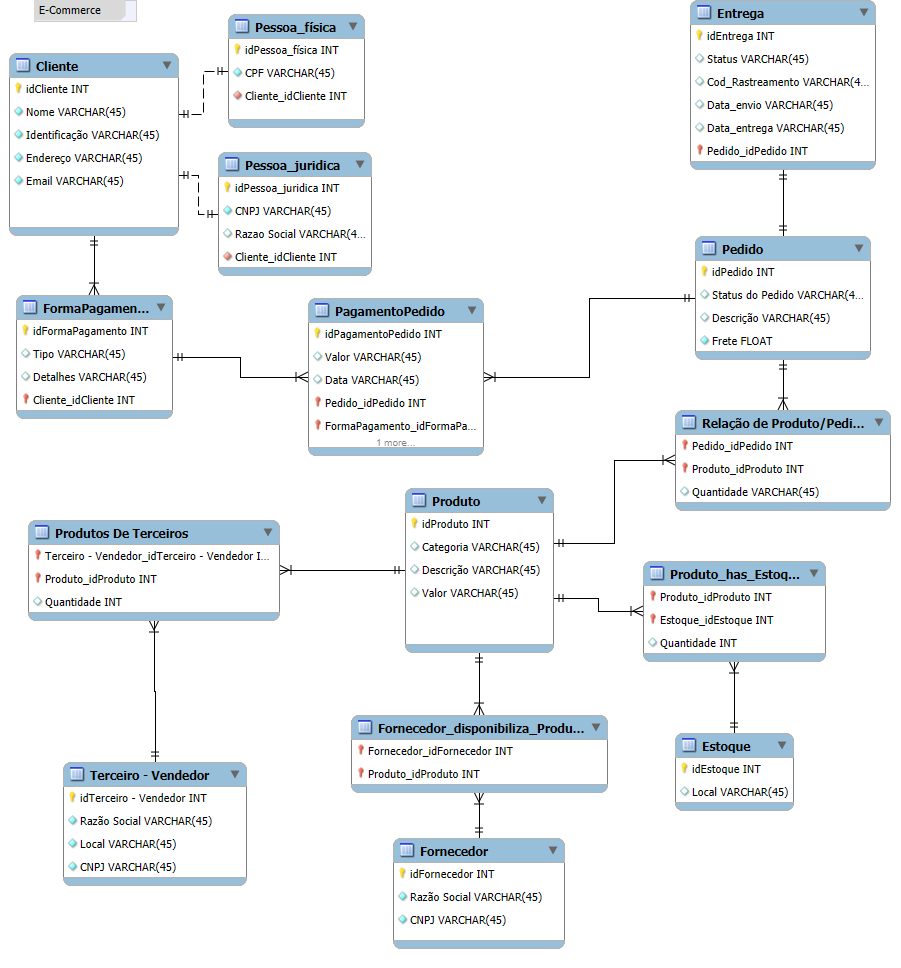 E-Commerce
Cliente
idCliente INT
Nome VARCHAR(45)
Identificação VARCHAR(45)
Endereço VARCHAR(45)
Email VARCHAR(45)
Pessoa_física
idPessoa_física INT
CPF VARCHAR(45)
Cliente_idCliente INT
Pessoa_juridica
idPessoa_juridica INT
CNPJ VARCHAR(45)
Razao Social VARCHAR(4...
Cliente_idCliente INT
Entrega
idEntrega INT
Status VARCHAR(45)
Cod_Rastreamento VARCHAR(4...
Data_envio VARCHAR(45)
Data_entrega VARCHAR(45)
Pedido_idPedido INT
Pedido
idPedido INT
Status do Pedido VARCHAR(4...
Descrição VARCHAR(45)
Frete FLOAT
FormaPagamen...
idFormaPagamento INT
Tipo VARCHAR(45)
Detalhes VARCHAR(45)
Cliente_idCliente INT
PagamentoPedido
idPagamentoPedido INT
Valor VARCHAR(45)
Data VARCHAR(45)
Pedido_idPedido INT
FormaPagamento_idFormaPa...
1 more...
Relação de Produto/Pedi...
Pedido_idPedido INT
Produto_idProduto INT
Quantidade VARCHAR(45)
Produto
idProduto INT
Categoria VARCHAR(45)
Descrição VARCHAR(45)
Valor VARCHAR(45)
Produtos De Terceiros
Terceiro - Vendedor_idTerceiro - Vendedor I...
Produto_idProduto INT
Quantidade INT
Produto_has_Estoq...
Produto_idProduto INT
Estoque_idEstoque INT
Quantidade INT
Fornecedor_disponibiliza_Produ...
Fornecedor_idFornecedor INT
Produto_idProduto INT
Estoque
idEstoque INT
Local VARCHAR(45)
Terceiro - Vendedor
idTerceiro - Vendedor INT
Razão Social VARCHAR(45)
Local VARCHAR(45)
CNPJ VARCHAR(45)
Fornecedor
idFornecedor INT
Razão Social VARCHAR(45)
CNPJ VARCHAR(45)